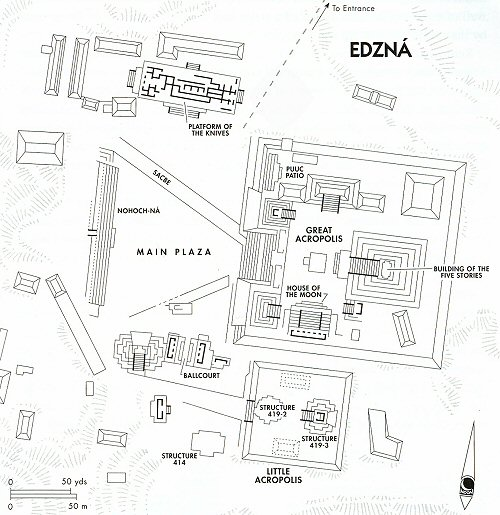 To Entrance
EDZNÁ
PLATFORM OF
THE KNIVES
SACBE
PUUC
PATIO
NOHOCH-NÁ
GREAT
ACROPOLIS
MAIN PLAZA
BUILDING OF THE
FIVE STORIES
HOUSE OF
THE MOON
BALLCOURT
STRUCTURE
419-2
STRUCTURE
419-3
STRUCTURE
414
LITTLE
ACROPOLIS
0 50 yds
0 50 m